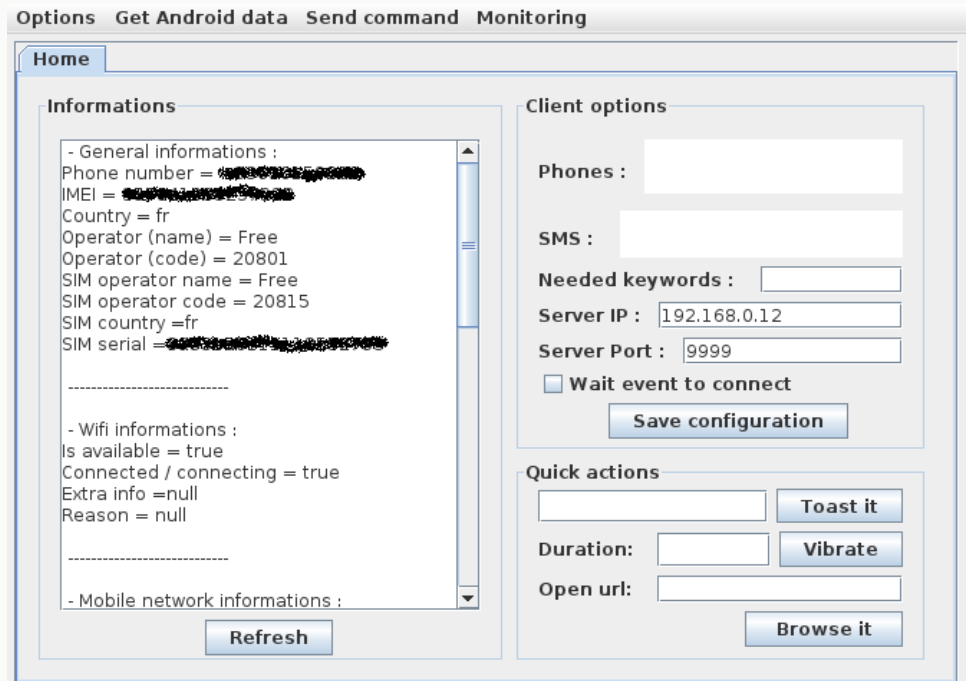 Options Get Android data Send command Monitoring
Home
Informations
- General informations :
Phone number =
IMEI =
Country = fr
Operator (name) = Free
Operator (code) = 20801
SIM operator name = Free
SIM operator code = 20815
SIM country =fr
SIM serial =
----------------------------
- Wifi informations :
Is available = true
Connected / connecting = true
Extra info =null
Reason = null
----------------------------
- Mobile network informations :
Refresh
Client options
Phones :
SMS :
Needed keywords :
Server IP : 192.168.0.12
Server Port : 9999
Wait event to connect
Save configuration
Quick actions
Toast it
Duration: Vibrate
Open url:
Browse it